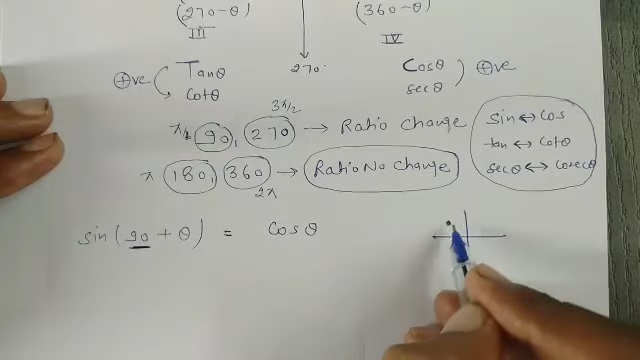 (270-θ) (360-θ)
III IV
270°
⊕ve Tanθ Cosθ ⊕ve
cotθ secθ
3π/2
π/2 90, 270 → Ratio Change
π 180, 360 → Ratio No Change
2π
sin ↔ cos
tan ↔ cotθ
secθ ↔ cosecθ
sin(90 + θ) = Cosθ